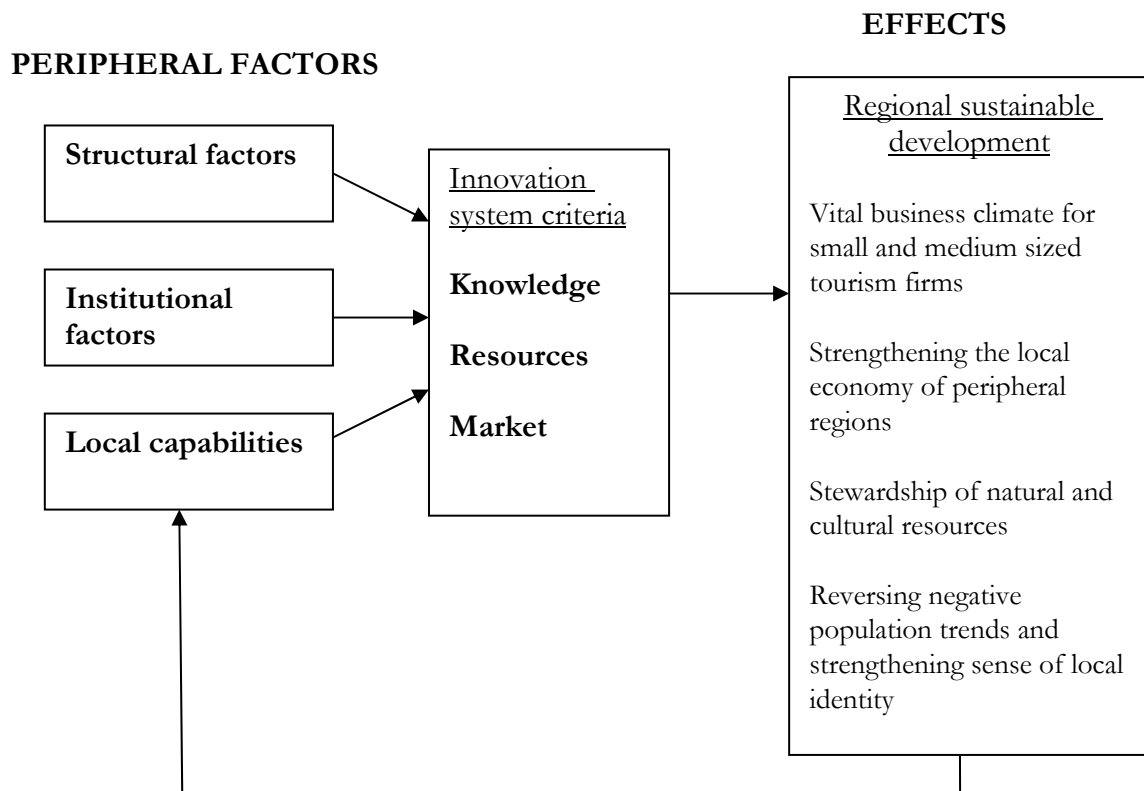 PERIPHERAL FACTORS
Structural factors
Institutional
factors
Local capabilities
Innovation
system criteria
Knowledge
Resources
Market
EFFECTS
Regional sustainable
development
Vital business climate for
small and medium sized
tourism firms
Strengthening the local
economy of peripheral
regions
Stewardship of natural and
cultural resources
Reversing negative
population trends and
strengthening sense of local
identity